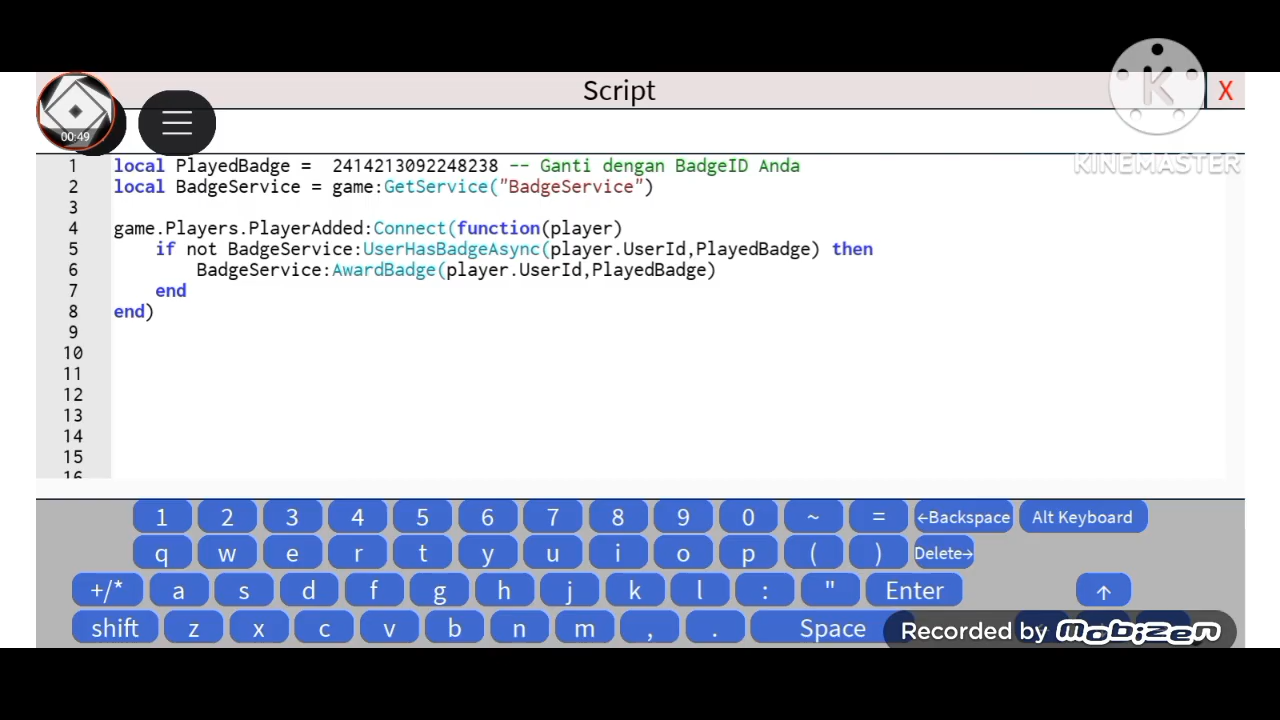 Script
X
00:49
K
KINEMASTER
1 local PlayedBadge =  2414213092248238 -- Ganti dengan BadgeID Anda
2 local BadgeService = game:GetService("BadgeService")
3
4 game.Players.PlayerAdded:Connect(function(player)
5     if not BadgeService:UserHasBadgeAsync(player.UserId,PlayedBadge) then
6         BadgeService:AwardBadge(player.UserId,PlayedBadge)
7     end
8 end)
9
10
11
12
13
14
15
16
1 2 3 4 5 6 7 8 9 0 ~ = ←Backspace Alt Keyboard
q w e r t y u i o p ( ) Delete→
+/* a s d f g h j k l : " Enter ↑
shift z x c v b n m , . Space
Recorded by mobizen